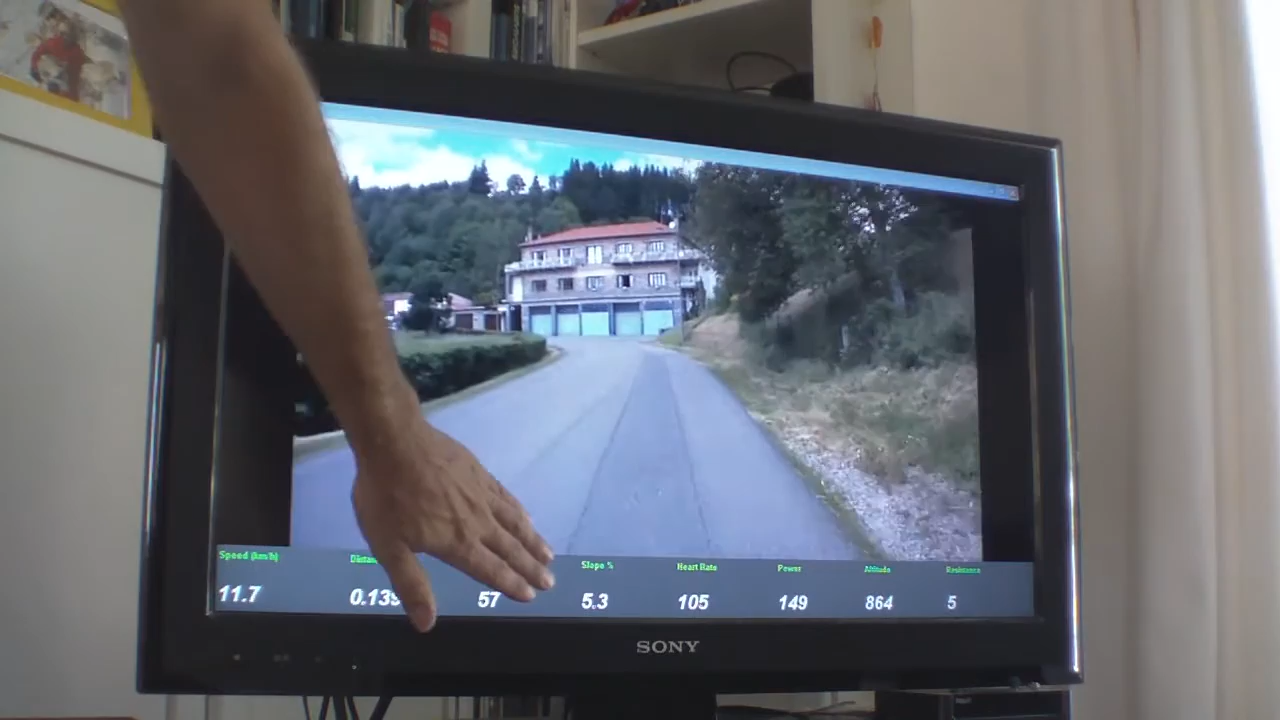 Speed (km/h) Slope % Heart Rate Power Altitude Resistance
11.7 0.139 57 5.3 105 149 864 5
SONY